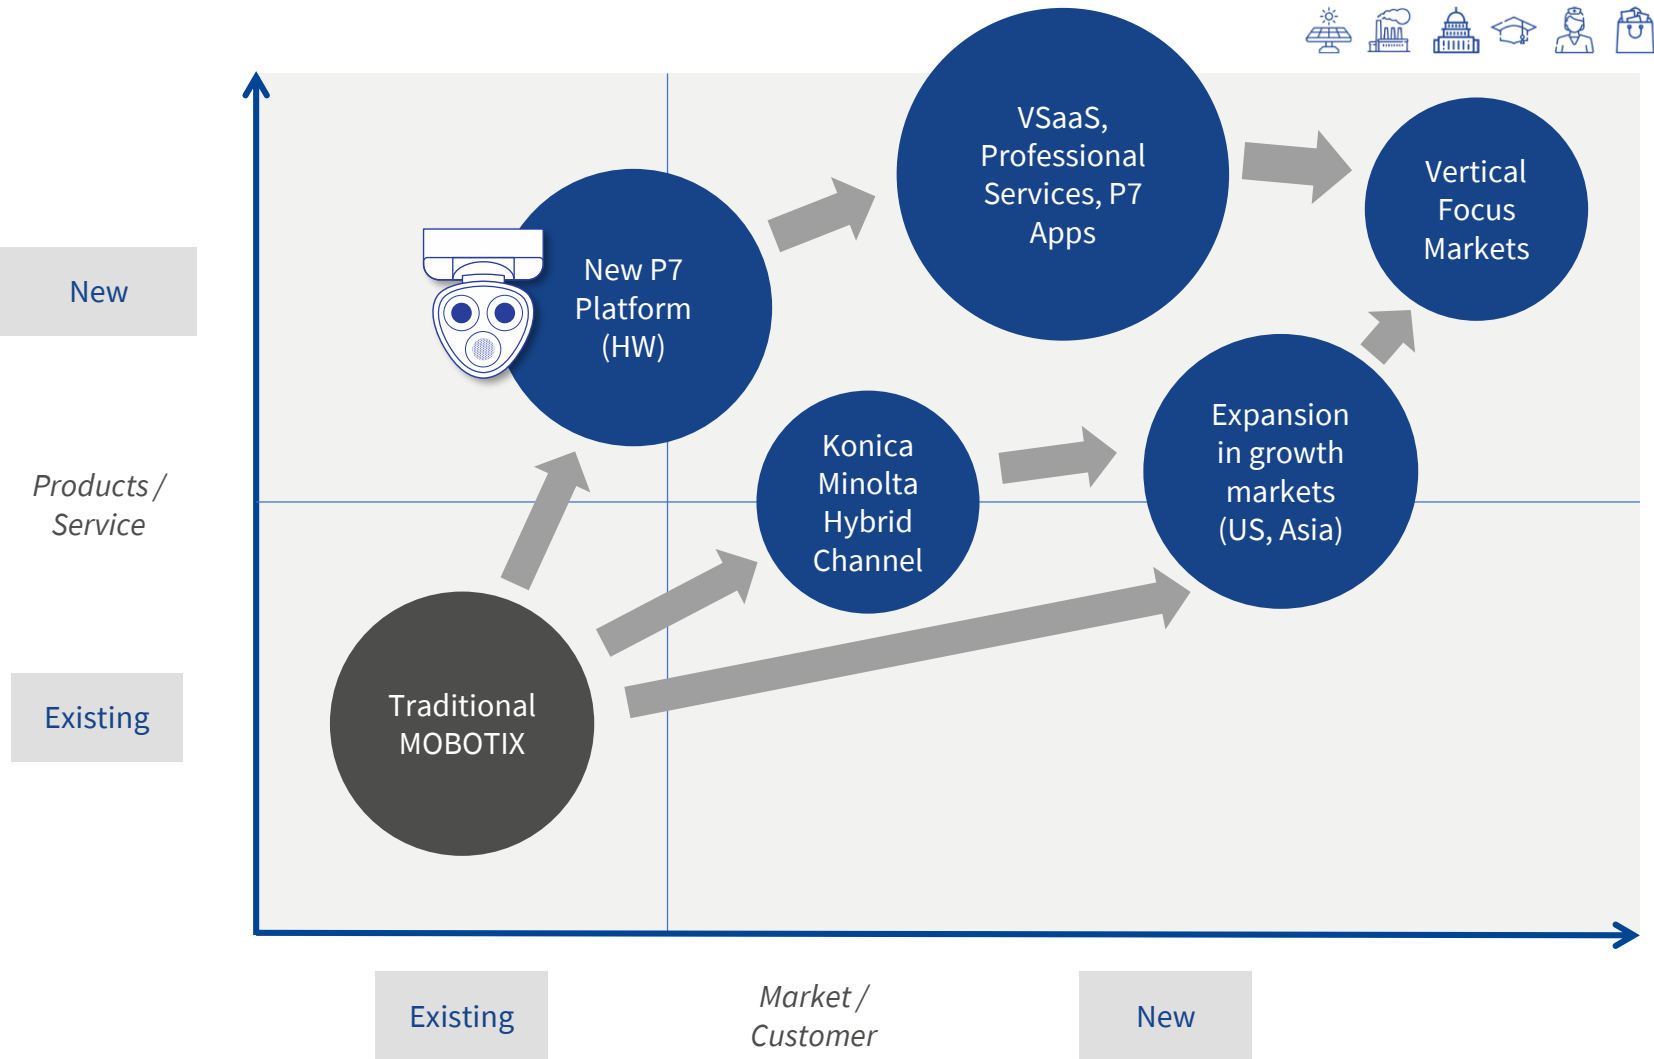 VSaaS,
Professional
Services, P7
Apps
Vertical
Focus
Markets
New P7
Platform
(HW)
New
Expansion
in growth
markets
(US, Asia)
Konica
Minolta
Hybrid
Channel
Products /
Service
Traditional
MOBOTIX
Existing
Existing
Market /
Customer
New